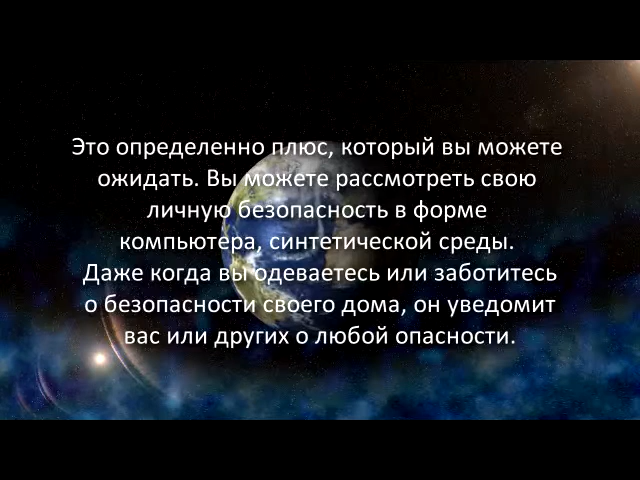 Это определенно плюс, который вы можете
ожидать. Вы можете рассмотреть свою
личную безопасность в форме
компьютера, синтетической среды.
Даже когда вы одеваетесь или заботитесь
о безопасности своего дома, он уведомит
вас или других о любой опасности.